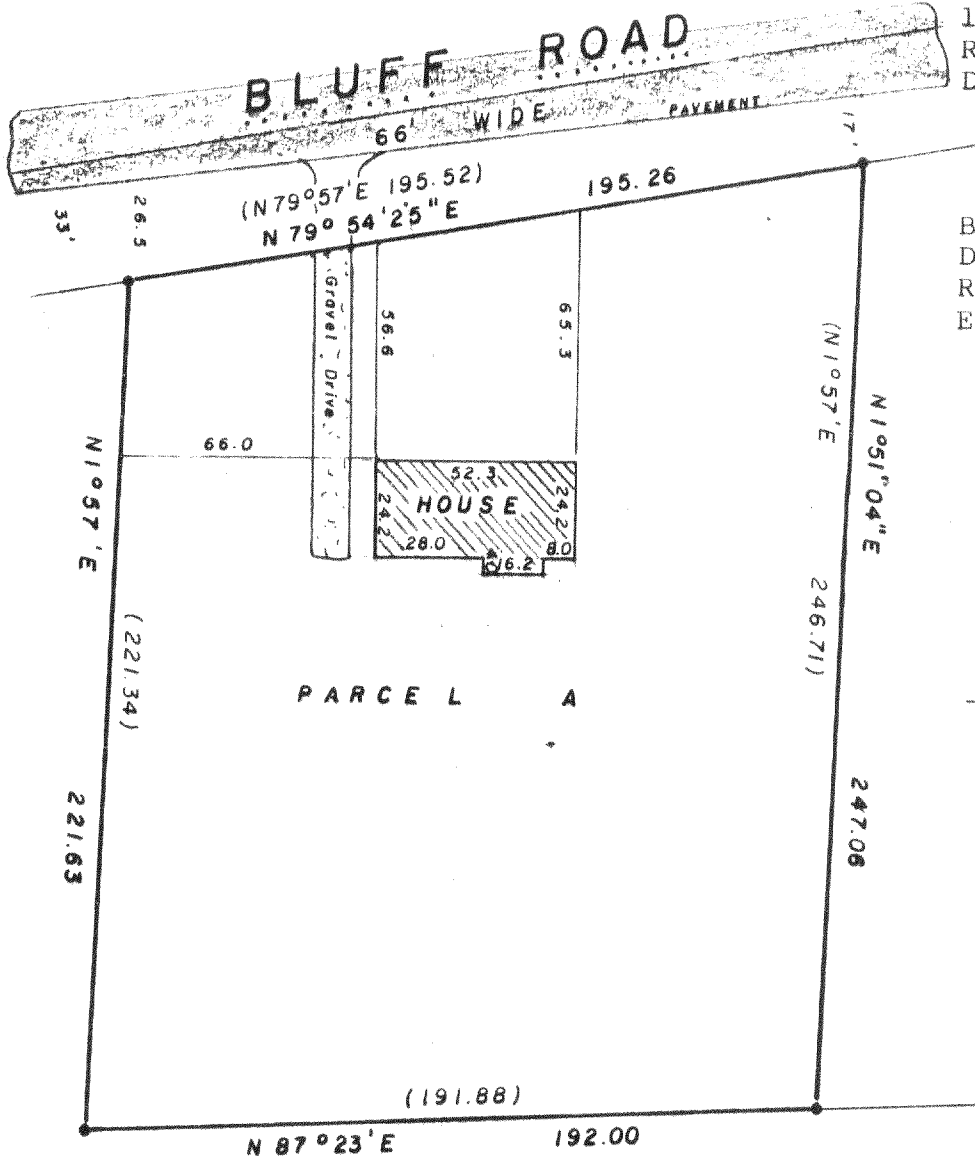 BLUFF ROAD
66' WIDE PAVEMENT
33'
26.5
17'
(N79°57'E 195.52)
N 79° 54'25"E
195.26
Gravel Drive
56.6
65.3
66.0
52.3
HOUSE
24.2
24.2
28.0
16.2
8.0
N1°57'E
(221.34)
221.63
(N1°57'E
246.71)
N1°51"04"E
247.06
PARCEL A
(191.88)
N 87°23'E
192.00
1
R
D
B
D
R
E